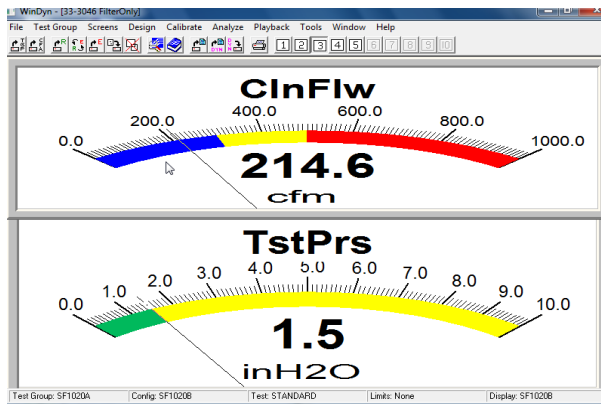 WinDyn - [33-3046 FilterOnly]
File Test Group Screens Design Calibrate Analyze Playback Tools Window Help
1 2 3 4 5 6 7 8 9 10
ClnFlw
0.0 200.0 400.0 600.0 800.0 1000.0
214.6
cfm
TstPrs
0.0 1.0 2.0 3.0 4.0 5.0 6.0 7.0 8.0 9.0 10.0
1.5
inH2O
Test Group: SF1020A Config: SF1020B Test: STANDARD Limits: None Display: SF1020B